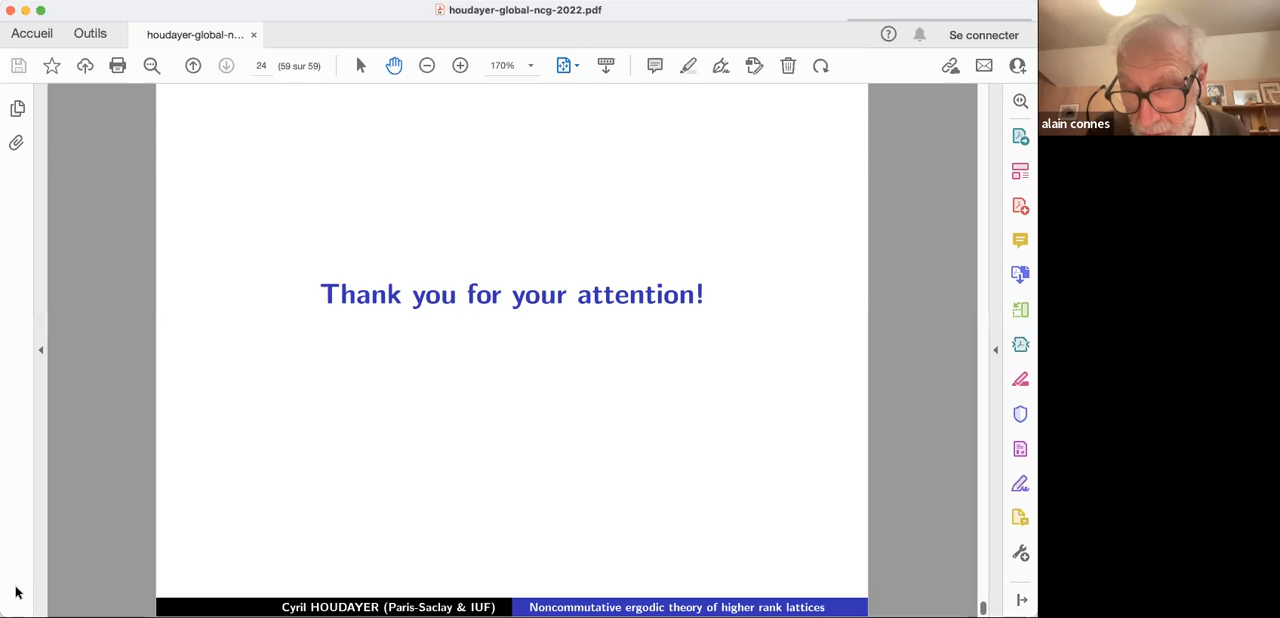 houdayer-global-ncg-2022.pdf
Accueil Outils houdayer-global-n... × Se connecter
24 (59 sur 59) 170%
alain connes
Thank you for your attention!
Cyril HOUDAYER (Paris-Saclay & IUF) Noncommutative ergodic theory of higher rank lattices